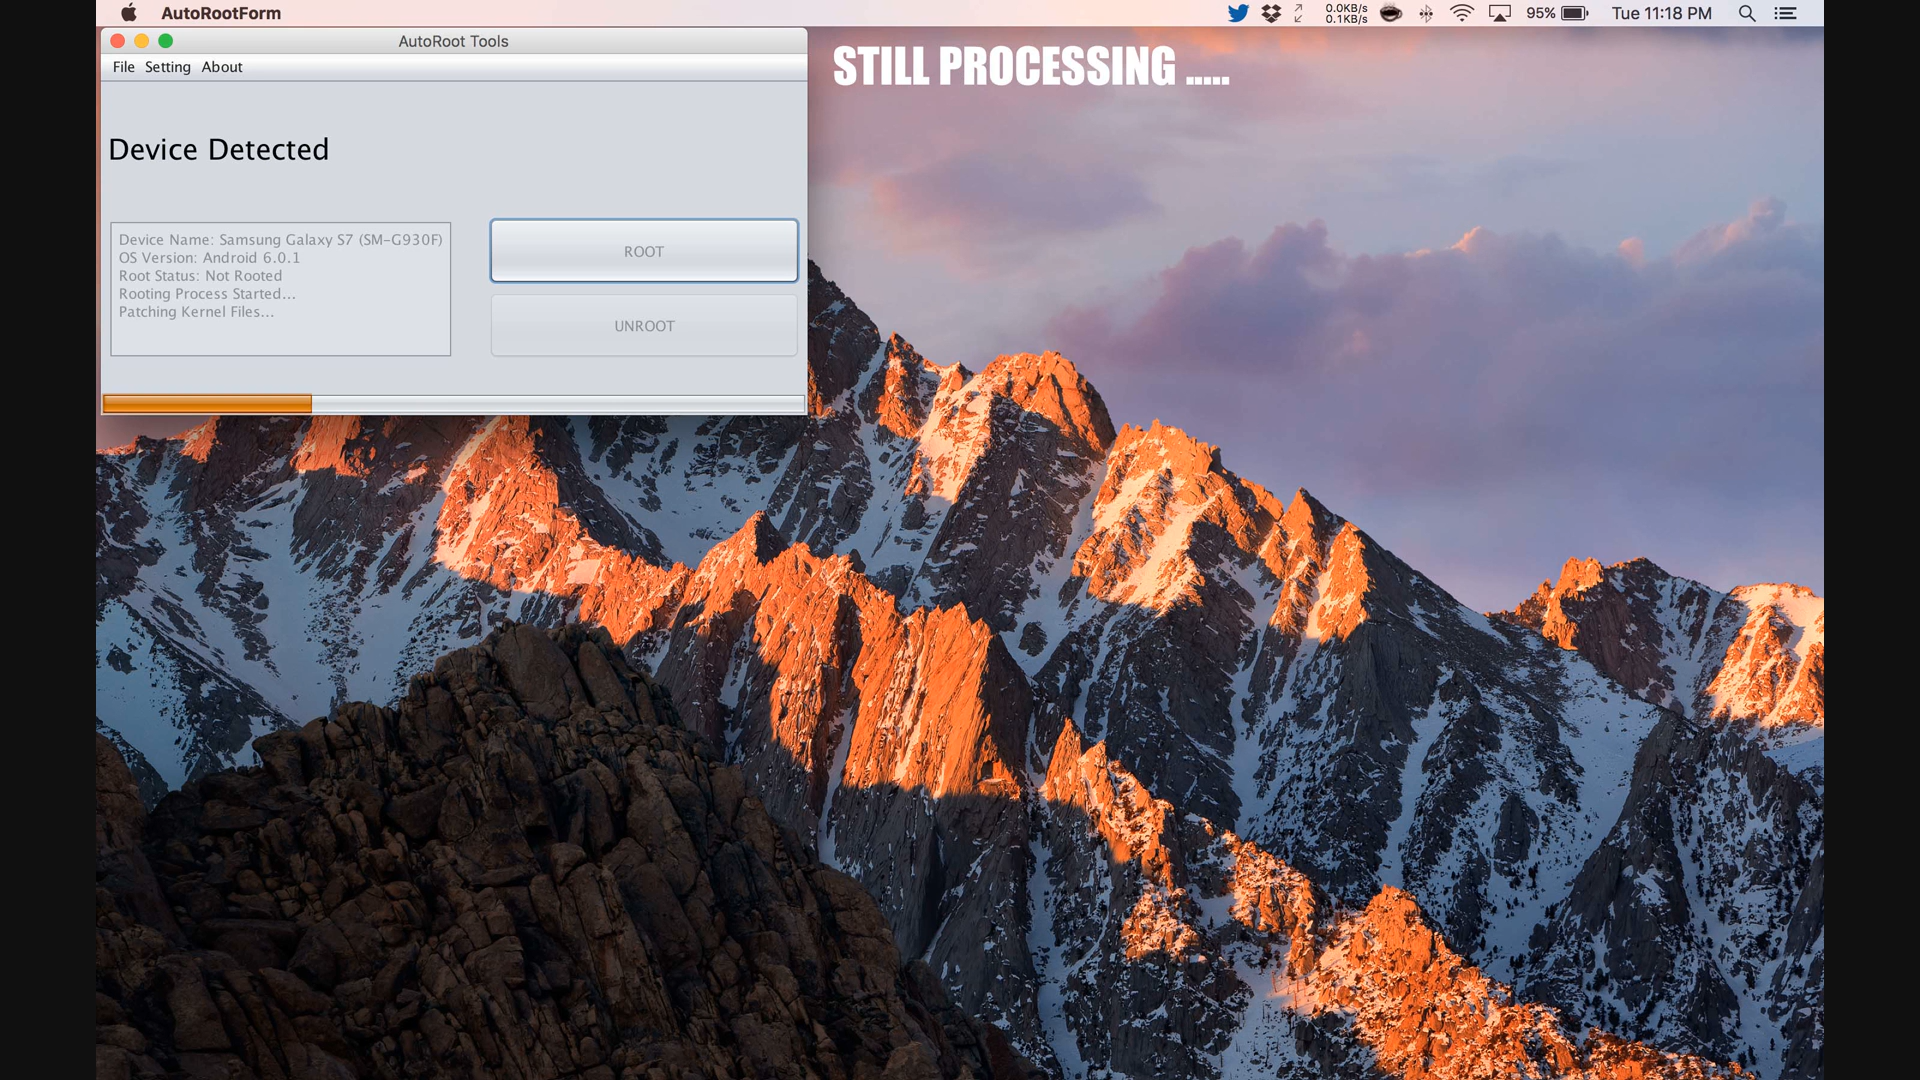 AutoRootForm
0.0KB/s
0.1KB/s
95%
Tue 11:18 PM
AutoRoot Tools
File Setting About
STILL PROCESSING .....
Device Detected
Device Name: Samsung Galaxy S7 (SM-G930F)
OS Version: Android 6.0.1
Root Status: Not Rooted
Rooting Process Started...
Patching Kernel Files...
ROOT
UNROOT